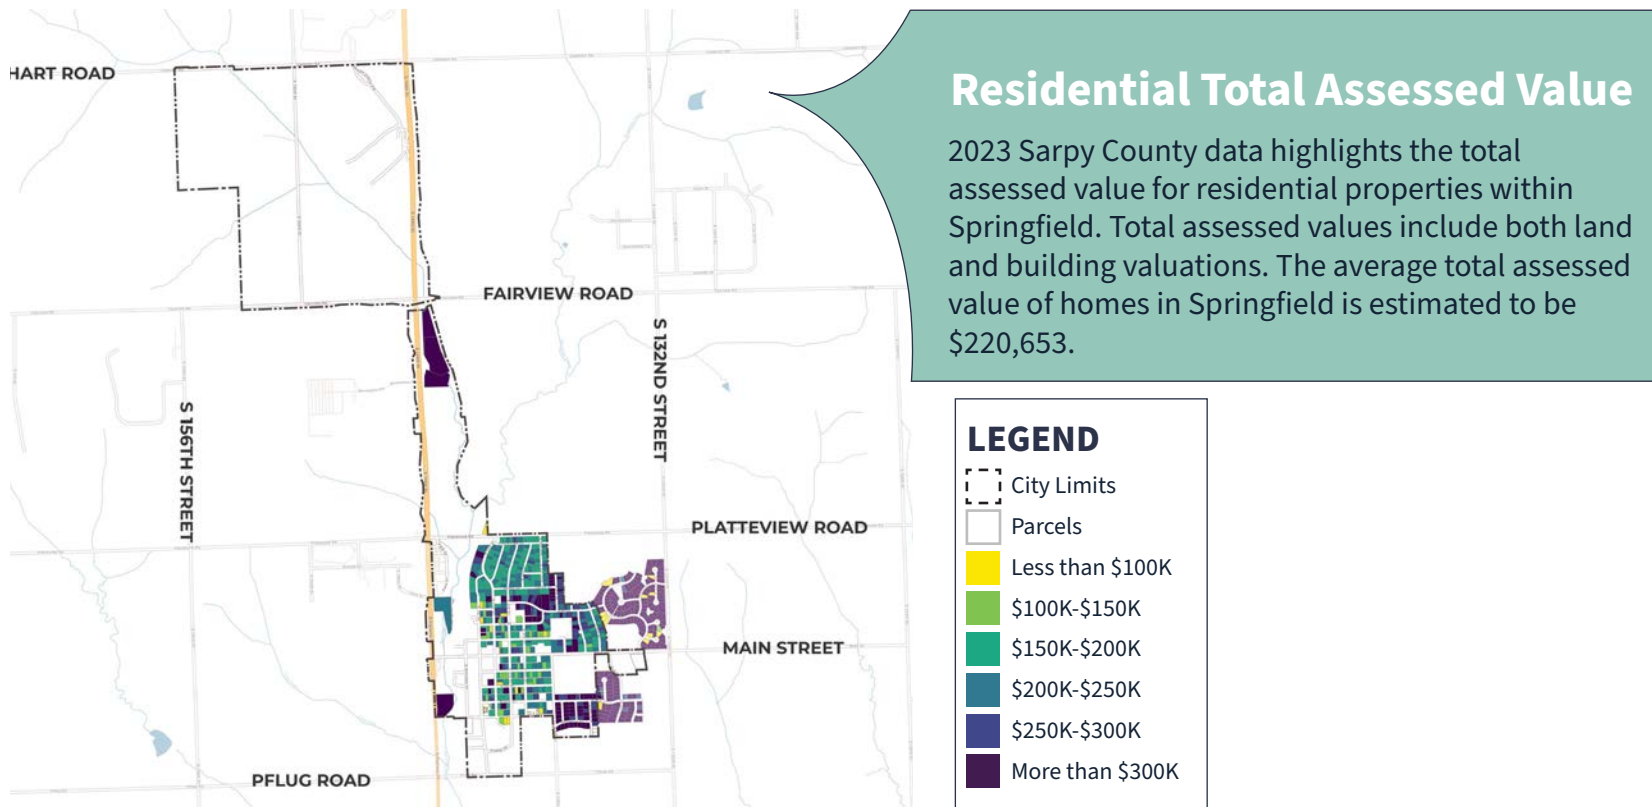 HART ROAD
FAIRVIEW ROAD
S 132ND STREET
S 156TH STREET
PLATTEVIEW ROAD
MAIN STREET
PFLUG ROAD
Residential Total Assessed Value
2023 Sarpy County data highlights the total
assessed value for residential properties within
Springfield. Total assessed values include both land
and building valuations. The average total assessed
value of homes in Springfield is estimated to be
$220,653.
LEGEND
City Limits
Parcels
Less than $100K
$100K-$150K
$150K-$200K
$200K-$250K
$250K-$300K
More than $300K